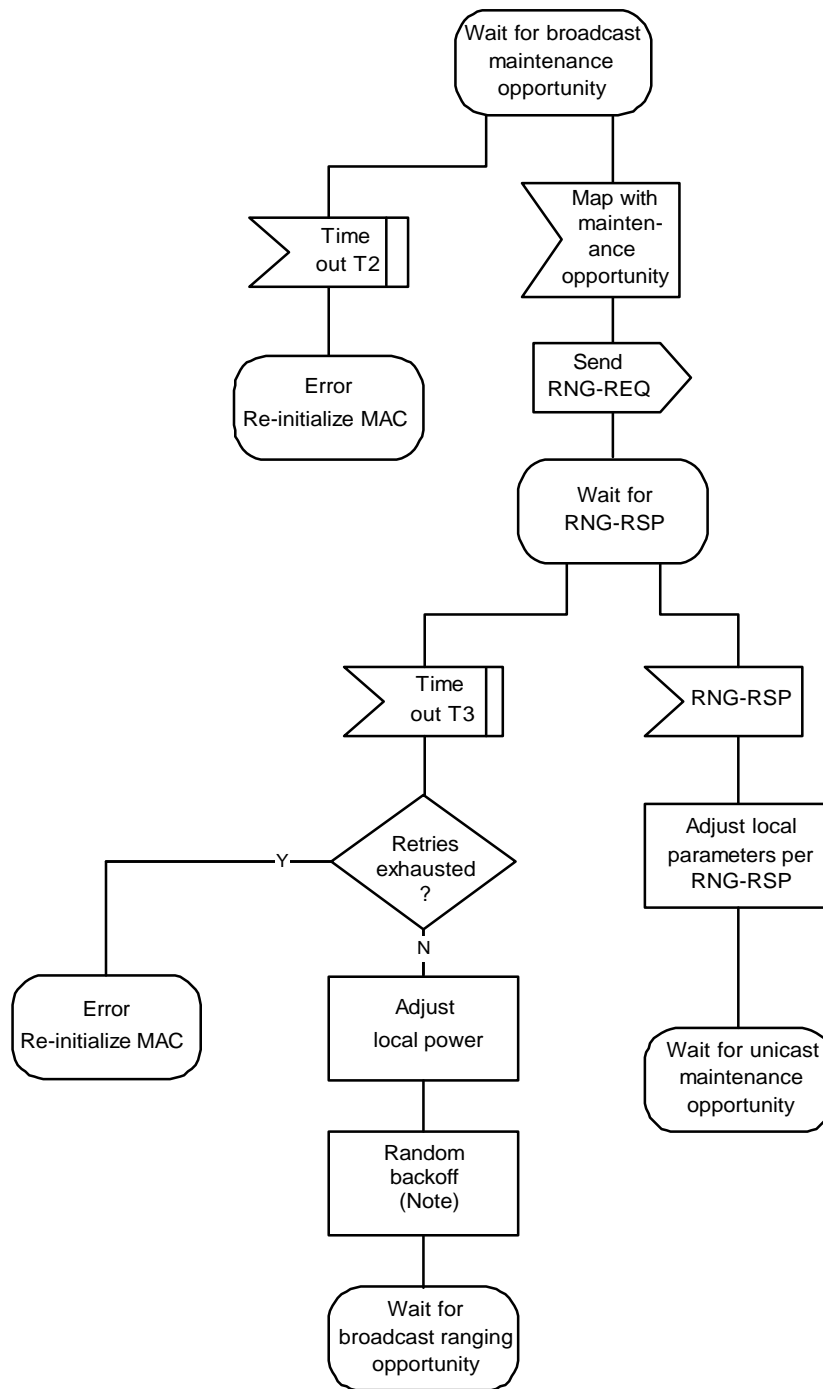 Wait for broadcast
maintenance
opportunity
Time
out T2
Map with
mainten-
ance
opportunity
Error
Re-initialize MAC
Send
RNG-REQ
Wait for
RNG-RSP
Time
out T3
RNG-RSP
Retries
exhausted
?
Y
N
Adjust local
parameters per
RNG-RSP
Error
Re-initialize MAC
Adjust
local power
Wait for unicast
maintenance
opportunity
Random
backoff
(Note)
Wait for
broadcast ranging
opportunity